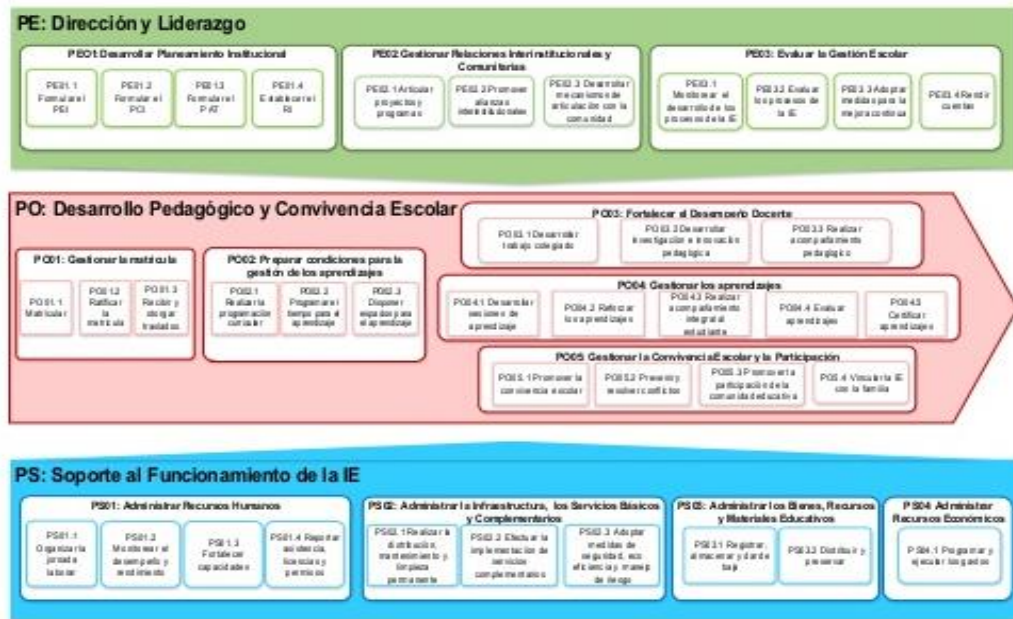 PE: Dirección y Liderazgo
PE01: Desarrollar Planeamiento Institucional
PE01.1
Formular el
PEI
PE01.2
Formular el
PCI
PE01.3
Formular el
PAT
PE01.4
Establecer el
RI
PE02 Gestionar Relaciones Interinstitucionales y
Comunitarias
PE02.1 Articular
proyectos y
programas
PE02.2 Promover
alianzas
interinstitucionales
PE02.3 Desarrollar
mecanismos de
articulación con la
comunidad
PE03: Evaluar la Gestión Escolar
PE03.1
Monitorear el
desarrollo de los
procesos de la IE
PE03.2 Evaluar
los procesos de
la IE
PE03.3 Adoptar
medidas para la
mejora continua
PE03.4 Rendir
cuentas
PO: Desarrollo Pedagógico y Convivencia Escolar
PO01: Gestionar la matrícula
PO01.1
Matricular
PO01.2
Ratificar
la
matrícula
PO01.3
Recibir y
otorgar
traslados
PO02: Preparar condiciones para la
gestión de los aprendizajes
PO02.1
Realizar la
programación
curricular
PO02.2
Programar el
tiempo para el
aprendizaje
PO02.3
Disponer
espacios para
el aprendizaje
PO03: Fortalecer el Desempeño Docente
PO03.1 Desarrollar
trabajo colegiado
PO03.2 Desarrollar
investigación e innovación
pedagógica
PO03.3 Realizar
acompañamiento
pedagógico
PO04: Gestionar los aprendizajes
PO04.1 Desarrollar
sesiones de
aprendizaje
PO04.2 Reforzar
los aprendizajes
PO04.3 Realizar
acompañamiento
integral al
estudiante
PO04.4 Evaluar
aprendizajes
PO04.5
Certificar
aprendizajes
PO05 Gestionar la Convivencia Escolar y la Participación
PO05.1 Promover la
convivencia escolar
PO05.2 Prevenir y
resolver conflictos
PO05.3 Promover la
participación de la
comunidad educativa
PO5.4 Vincular la IE
con la familia
PS: Soporte al Funcionamiento de la IE
PS01: Administrar Recursos Humanos
PS01.1
Organizar la
jornada
laboral
PS01.2
Monitorear el
desempeño y
rendimiento
PS01.3
Fortalecer
capacidades
PS01.4 Reportar
asistencia,
licencias y
permisos
PS02: Administrar la Infraestructura, los Servicios Básicos
y Complementarios
PS02.1 Realizar la
distribución,
mantenimiento y
limpieza
permanente
PS02.2 Efectuar la
implementación de
servicios
complementarios
PS02.3 Adoptar
medidas de
seguridad, eco
eficiencia y manejo
de riesgo
PS03: Administrar los Bienes, Recursos
y Materiales Educativos
PS03.1 Registrar,
almacenar y dar de
baja
PS03.2 Distribuir y
preservar
PS04: Administrar
Recursos Económicos
PS04.1 Programar y
ejecutar los gastos